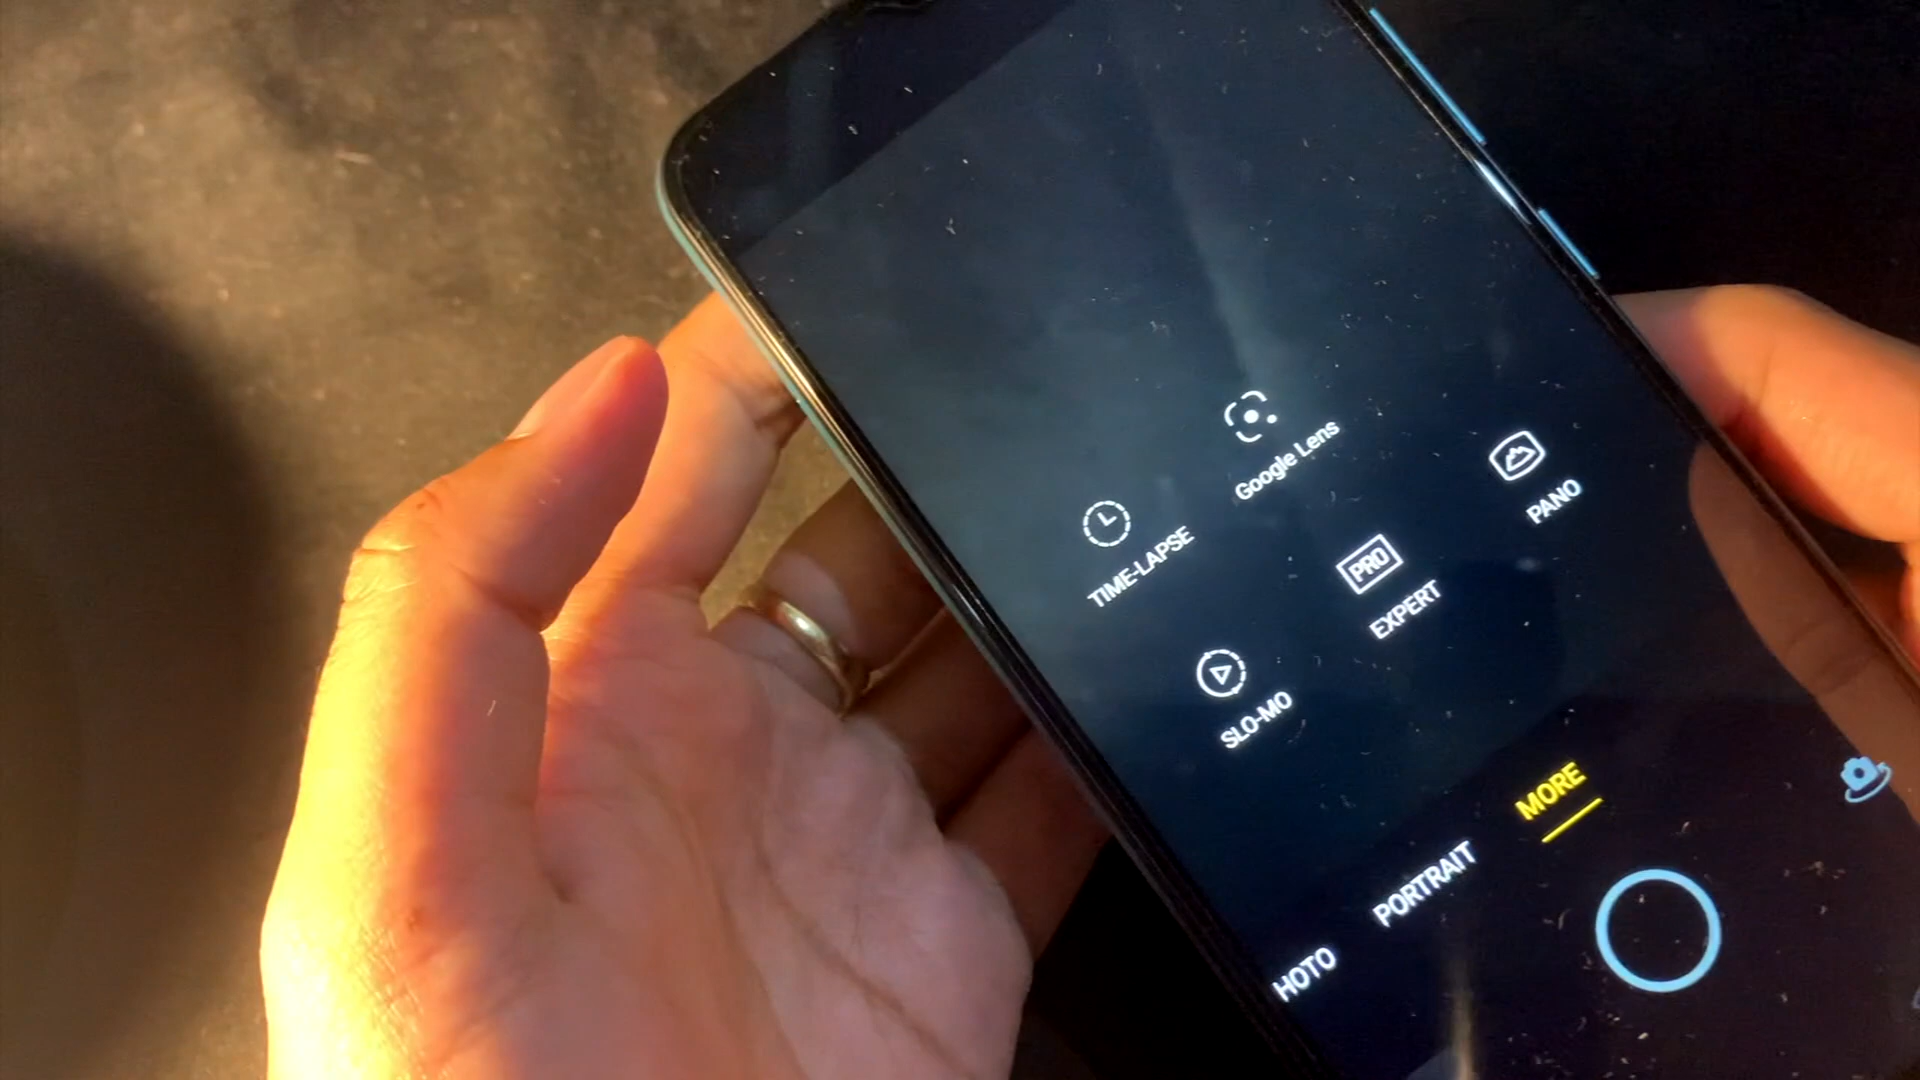 Google Lens
TIME-LAPSE
PANO
PRO
EXPERT
SLO-MO
MORE
PORTRAIT
HOTO